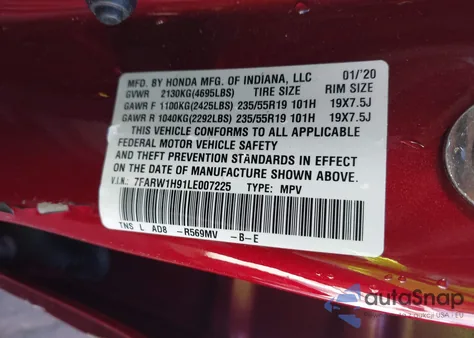 MFD. BY HONDA MFG. OF INDIANA, LLC 01/'20
GVWR 2130KG(4695LBS) TIRE SIZE RIM SIZE
GAWR F 1100KG(2425LBS) 235/55R19 101H 19X7.5J
GAWR R 1040KG(2292LBS) 235/55R19 101H 19X7.5J
THIS VEHICLE CONFORMS TO ALL APPLICABLE
FEDERAL MOTOR VEHICLE SAFETY
AND THEFT PREVENTION STANDARDS IN EFFECT
ON THE DATE OF MANUFACTURE SHOWN ABOVE.
V.I.N.: 7FARW1H91LE007225 TYPE: MPV
TNS L AD8 -R569MV -B-E
autoSnap
USA - EU